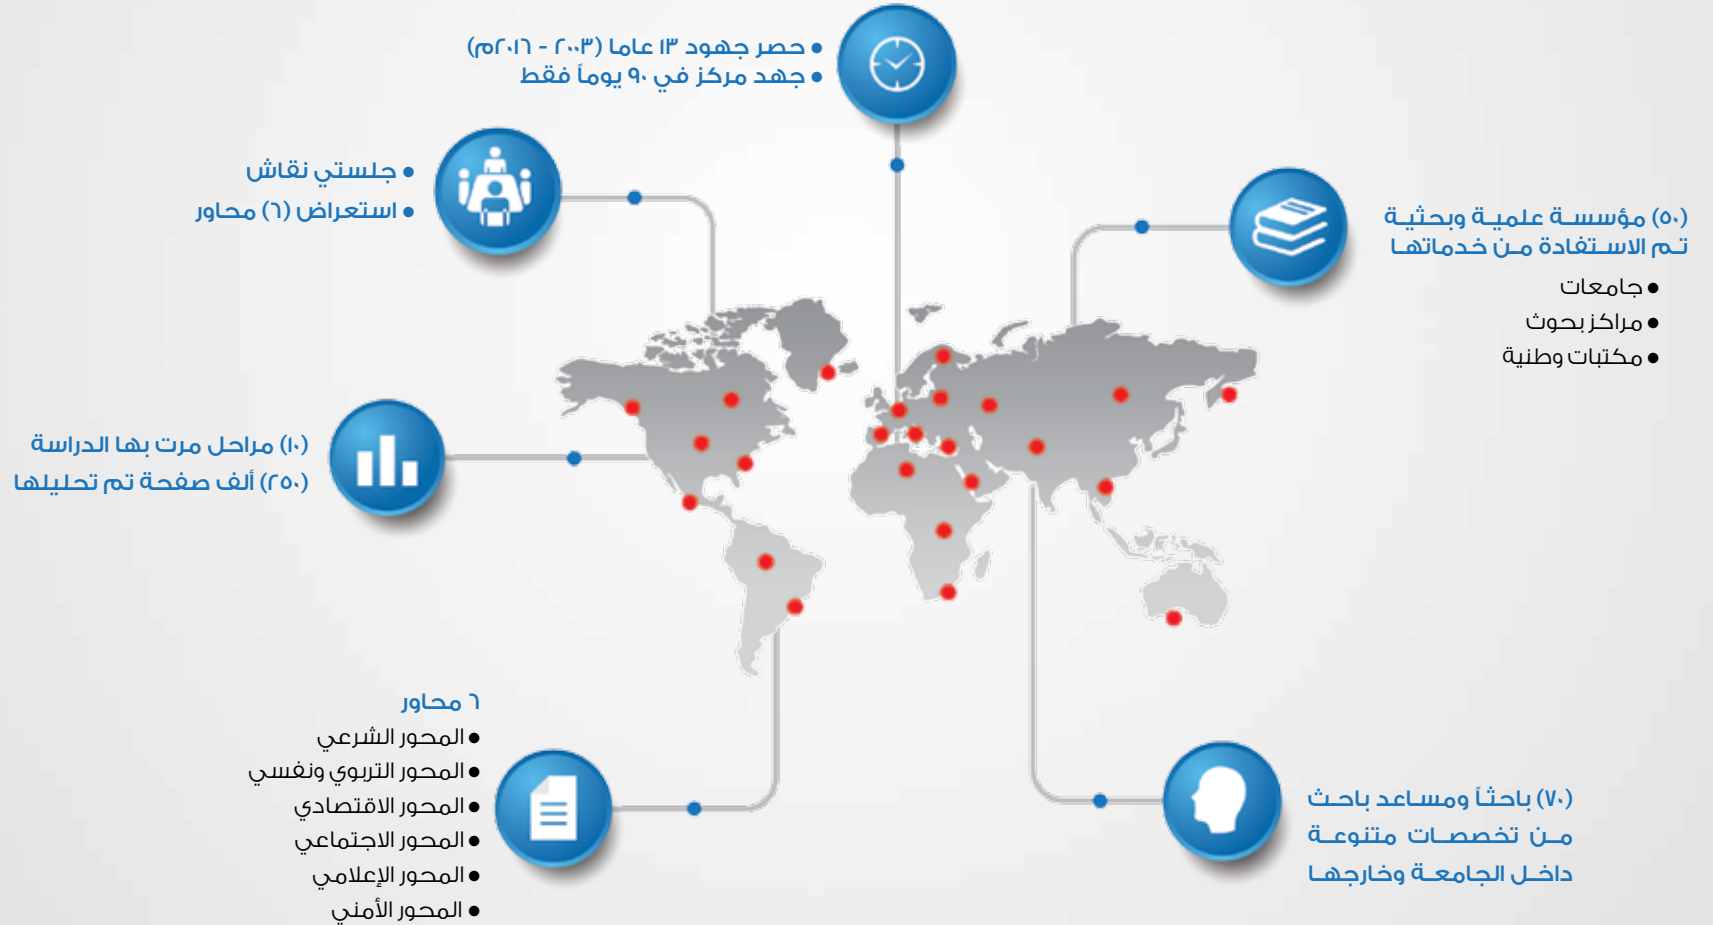 ● حصر جهود ١٣ عاما (٢٠٠٣ - ٢٠١٦م)
● جهد مركز في ٩٠ يوماً فقط
● جلستي نقاش
● استعراض (٦) محاور
(٥٠) مؤسسة علمية وبحثية
تم الاستفادة من خدماتها
● جامعات
● مراكز بحوث
● مكتبات وطنية
(١٠) مراحل مرت بها الدراسة
(٢٥٠) ألف صفحة تم تحليلها
٦ محاور
● المحور الشرعي
● المحور التربوي ونفسي
● المحور الاقتصادي
● المحور الاجتماعي
● المحور الإعلامي
● المحور الأمني
(٧٠) باحثاً ومساعد باحث
من تخصصات متنوعة
داخل الجامعة وخارجها